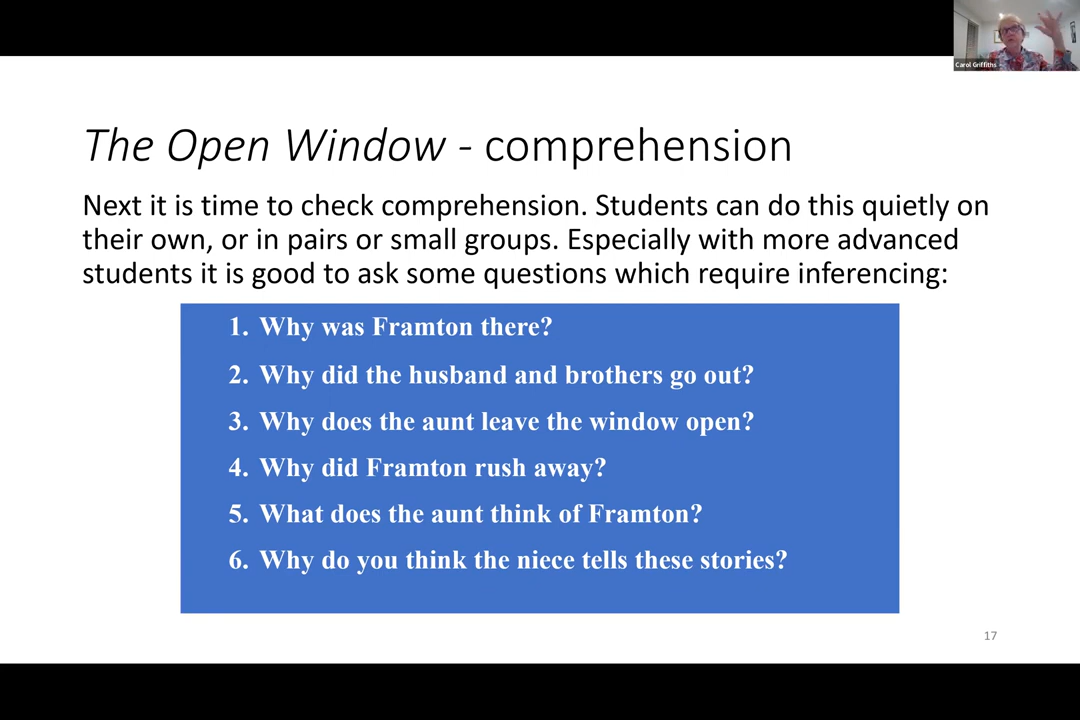 Carol Griffiths
The Open Window - comprehension
Next it is time to check comprehension. Students can do this quietly on
their own, or in pairs or small groups. Especially with more advanced
students it is good to ask some questions which require inferencing:
1. Why was Framton there?
2. Why did the husband and brothers go out?
3. Why does the aunt leave the window open?
4. Why did Framton rush away?
5. What does the aunt think of Framton?
6. Why do you think the niece tells these stories?
17